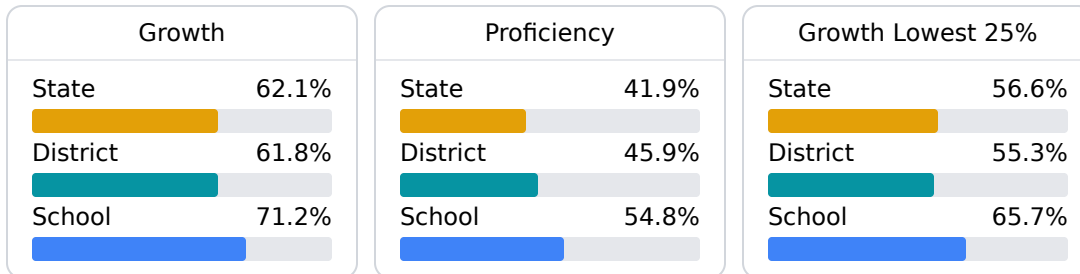 Growth
State 62.1%
District 61.8%
School 71.2%
Proficiency
State 41.9%
District 45.9%
School 54.8%
Growth Lowest 25%
State 56.6%
District 55.3%
School 65.7%